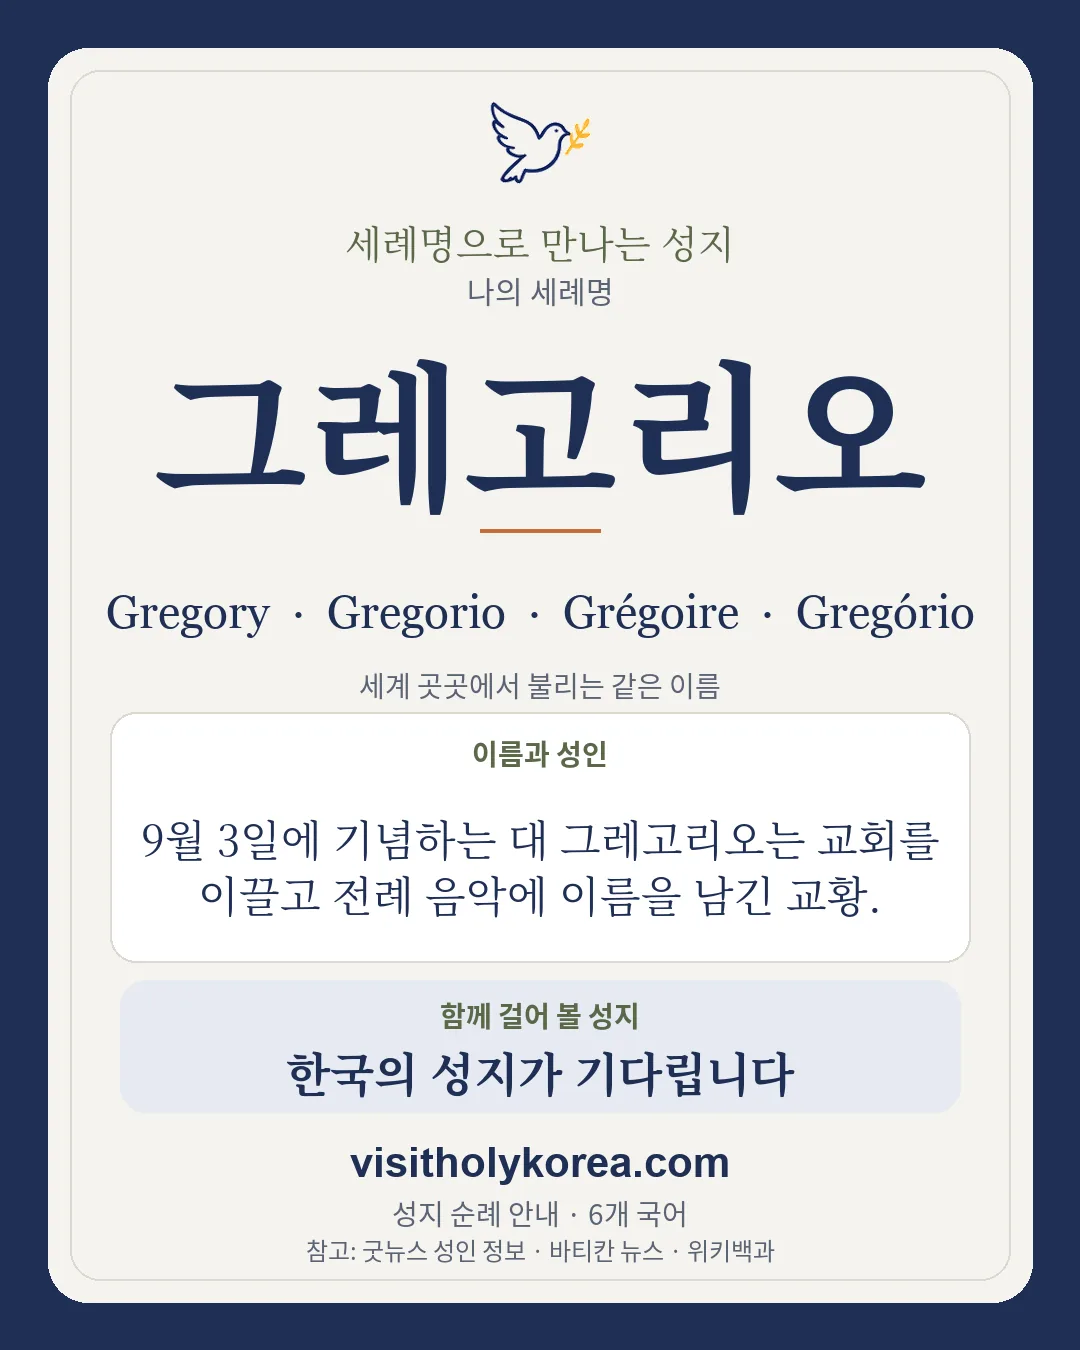 세례명으로 만나는 성지
나의 세례명
그레고리오
Gregory · Gregorio · Grégoire · Gregório
세계 곳곳에서 불리는 같은 이름
이름과 성인
9월 3일에 기념하는 대 그레고리오는 교회를
이끌고 전례 음악에 이름을 남긴 교황.
함께 걸어 볼 성지
한국의 성지가 기다립니다
visitholykorea.com
성지 순례 안내 · 6개 국어
참고: 굿뉴스 성인 정보 · 바티칸 뉴스 · 위키백과